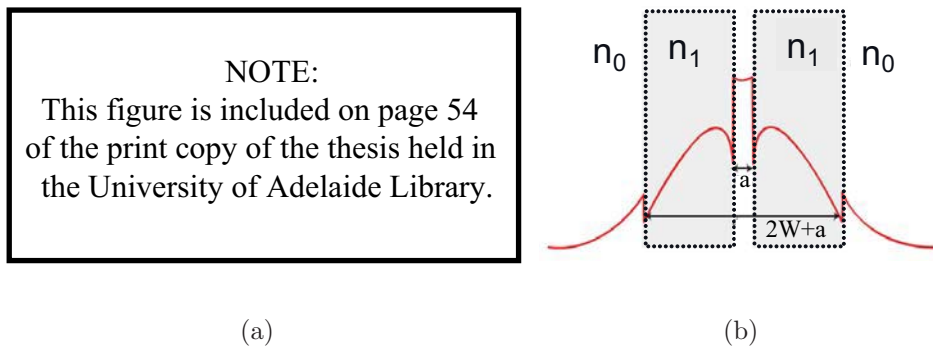 NOTE:
This figure is included on page 54
of the print copy of the thesis held in
the University of Adelaide Library.
n₀ n₁ n₁ n₀
a
2W+a
(a) (b)